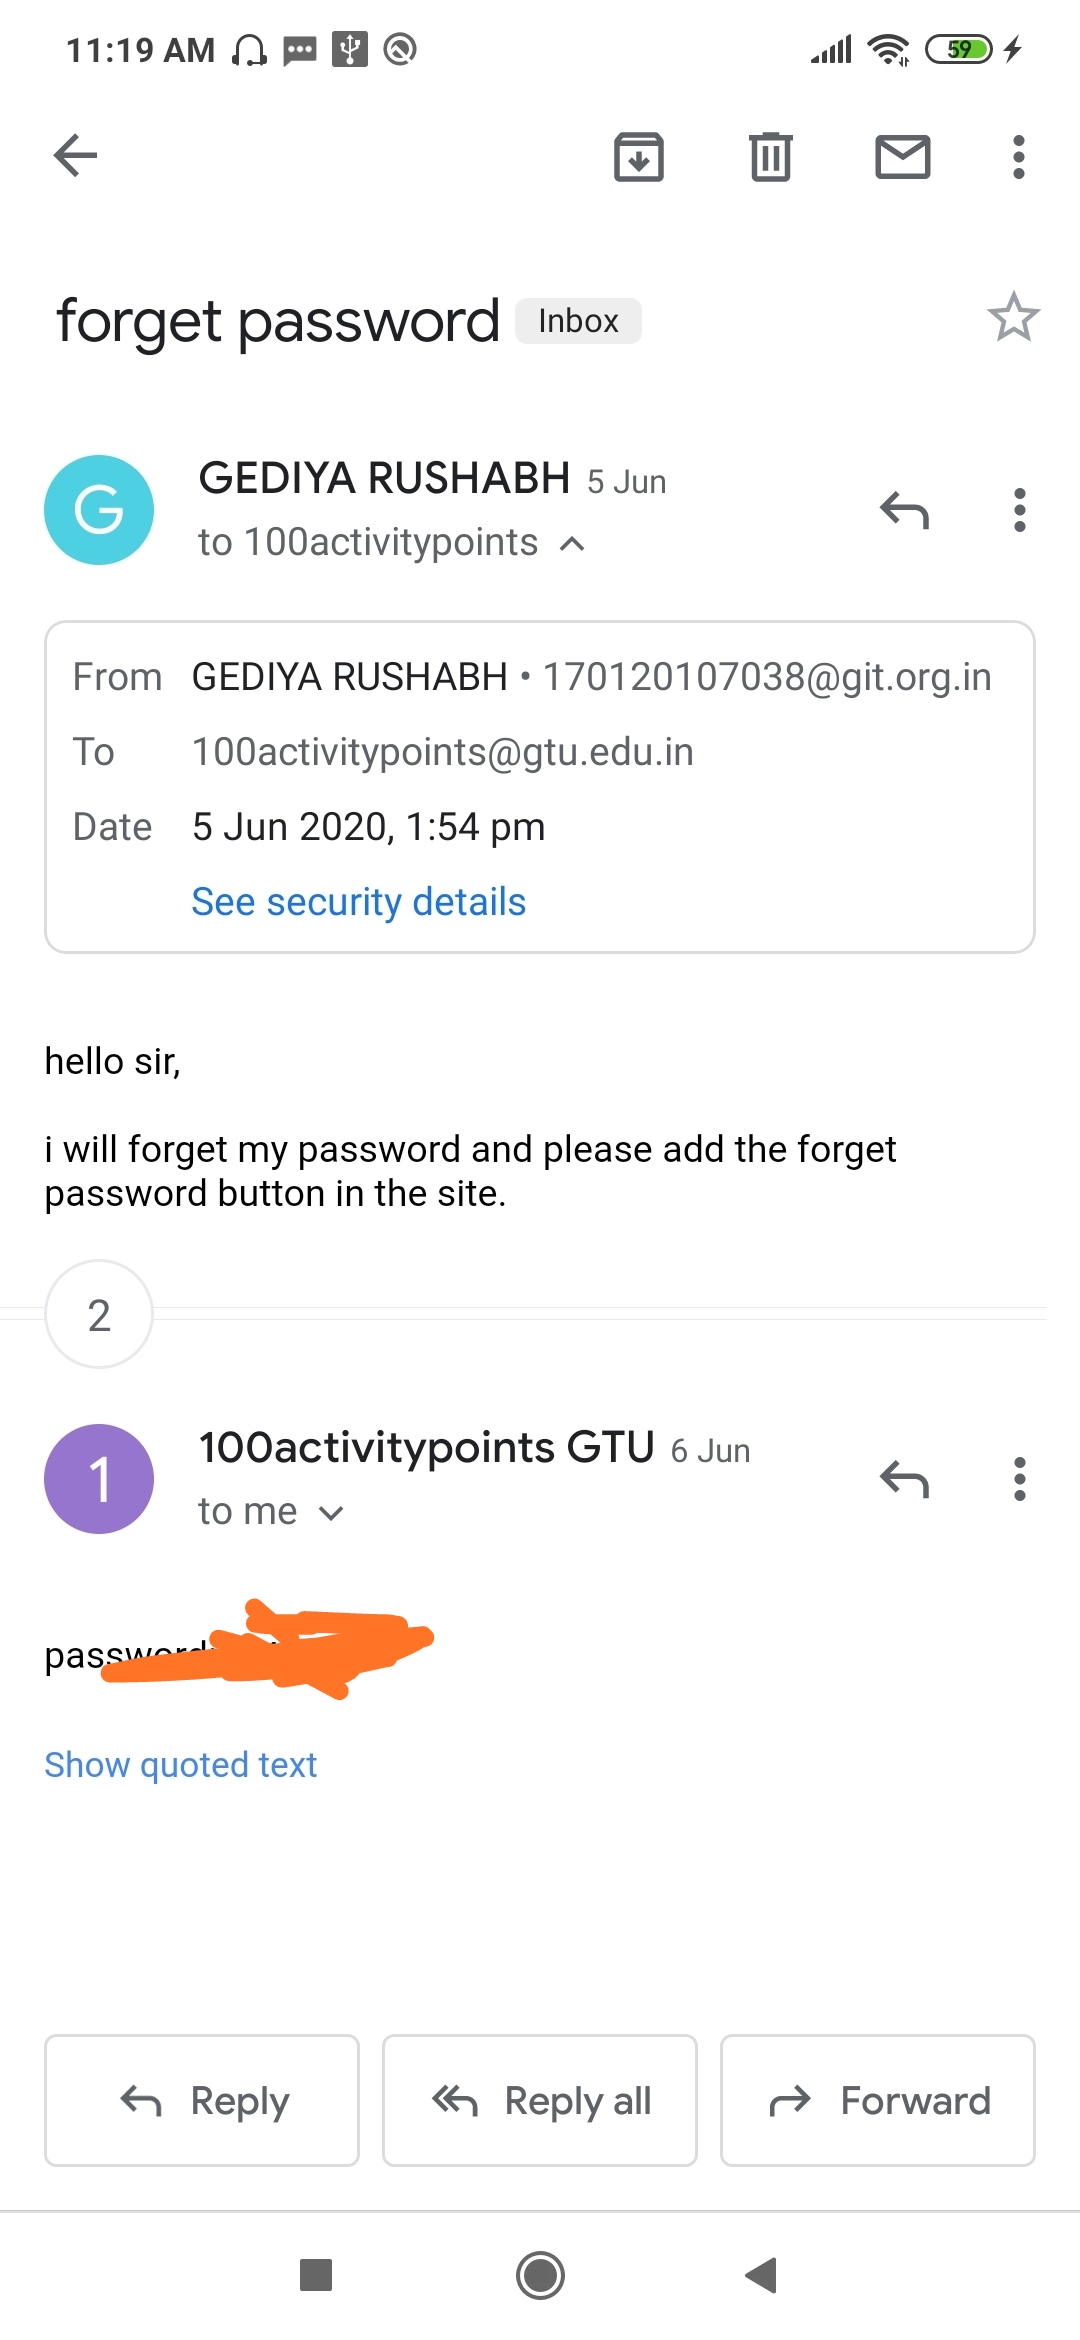 11:19 AM
59
forget password Inbox
G
GEDIYA RUSHABH 5 Jun
to 100activitypoints
From GEDIYA RUSHABH • 170120107038@git.org.in
To 100activitypoints@gtu.edu.in
Date 5 Jun 2020, 1:54 pm
See security details
hello sir,
i will forget my password and please add the forget
password button in the site.
2
1
100activitypoints GTU 6 Jun
to me
password
Show quoted text
Reply
Reply all
Forward